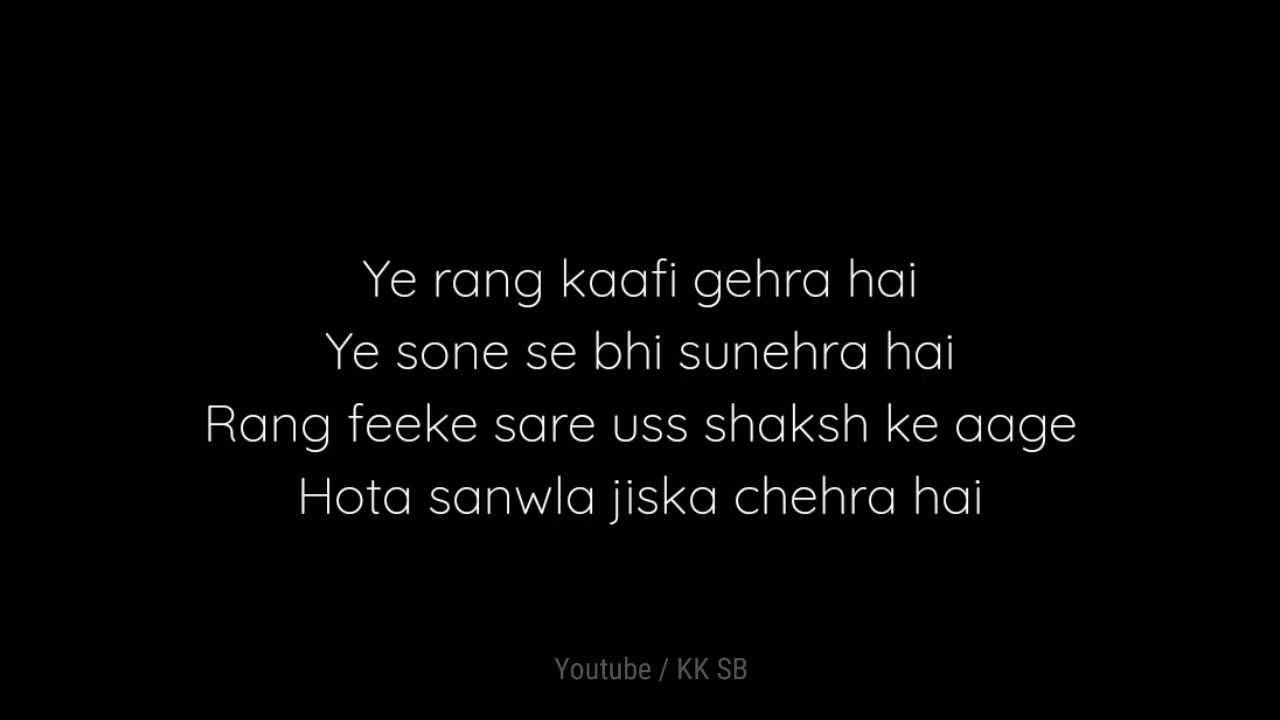 Ye rang kaafi gehra hai
Ye sone se bhi sunehra hai
Rang feeke sare uss shaksh ke aage
Hota sanwla jiska chehra hai
Youtube / KK SB